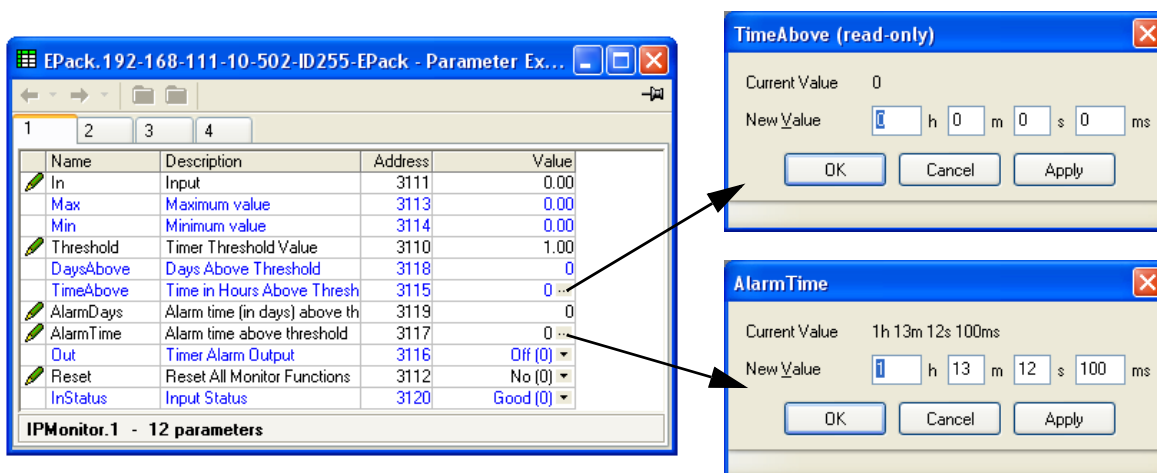 EPack.192-168-111-10-502-ID255-EPack - Parameter Ex...
1 2 3 4
Name Description Address Value
In Input 3111 0.00
Max Maximum value 3113 0.00
Min Minimum value 3114 0.00
Threshold Timer Threshold Value 3110 1.00
DaysAbove Days Above Threshold 3118 0
TimeAbove Time in Hours Above Thresh 3115 0 ...
AlarmDays Alarm time (in days) above th 3119 0
AlarmTime Alarm time above threshold 3117 0 ...
Out Timer Alarm Output 3116 Off (0)
Reset Reset All Monitor Functions 3112 No (0)
InStatus Input Status 3120 Good (0)
IPMonitor.1 - 12 parameters
TimeAbove (read-only)
Current Value 0
New Value 0 h 0 m 0 s 0 ms
OK Cancel Apply
AlarmTime
Current Value 1h 13m 12s 100ms
New Value 1 h 13 m 12 s 100 ms
OK Cancel Apply